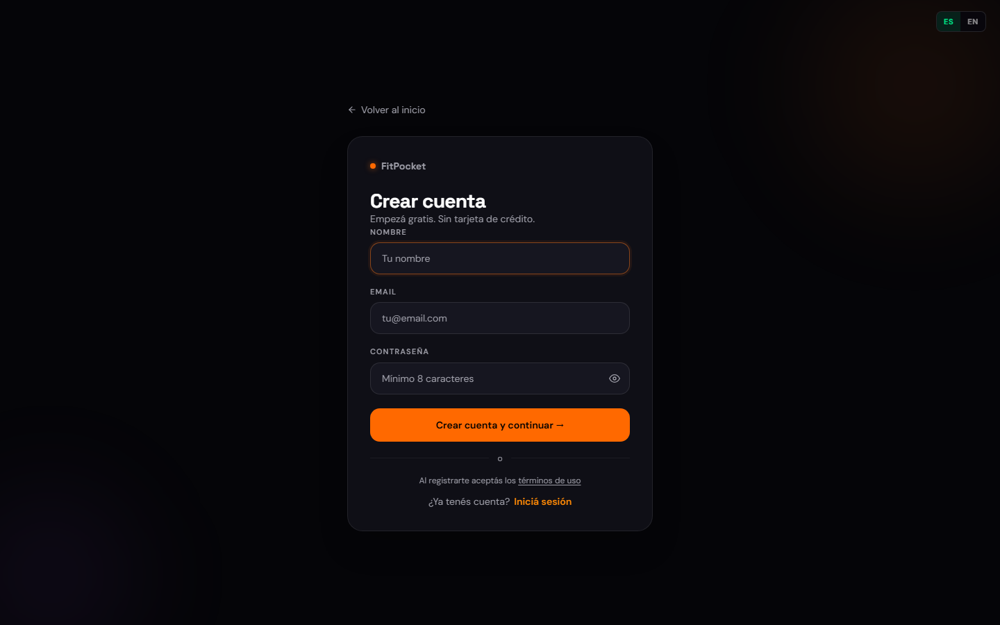 ES EN
← Volver al inicio
FitPocket
Crear cuenta
Empezá gratis. Sin tarjeta de crédito.
NOMBRE
Tu nombre
EMAIL
tu@email.com
CONTRASEÑA
Mínimo 8 caracteres
Crear cuenta y continuar →
o
Al registrarte aceptás los términos de uso
¿Ya tenés cuenta? Iniciá sesión